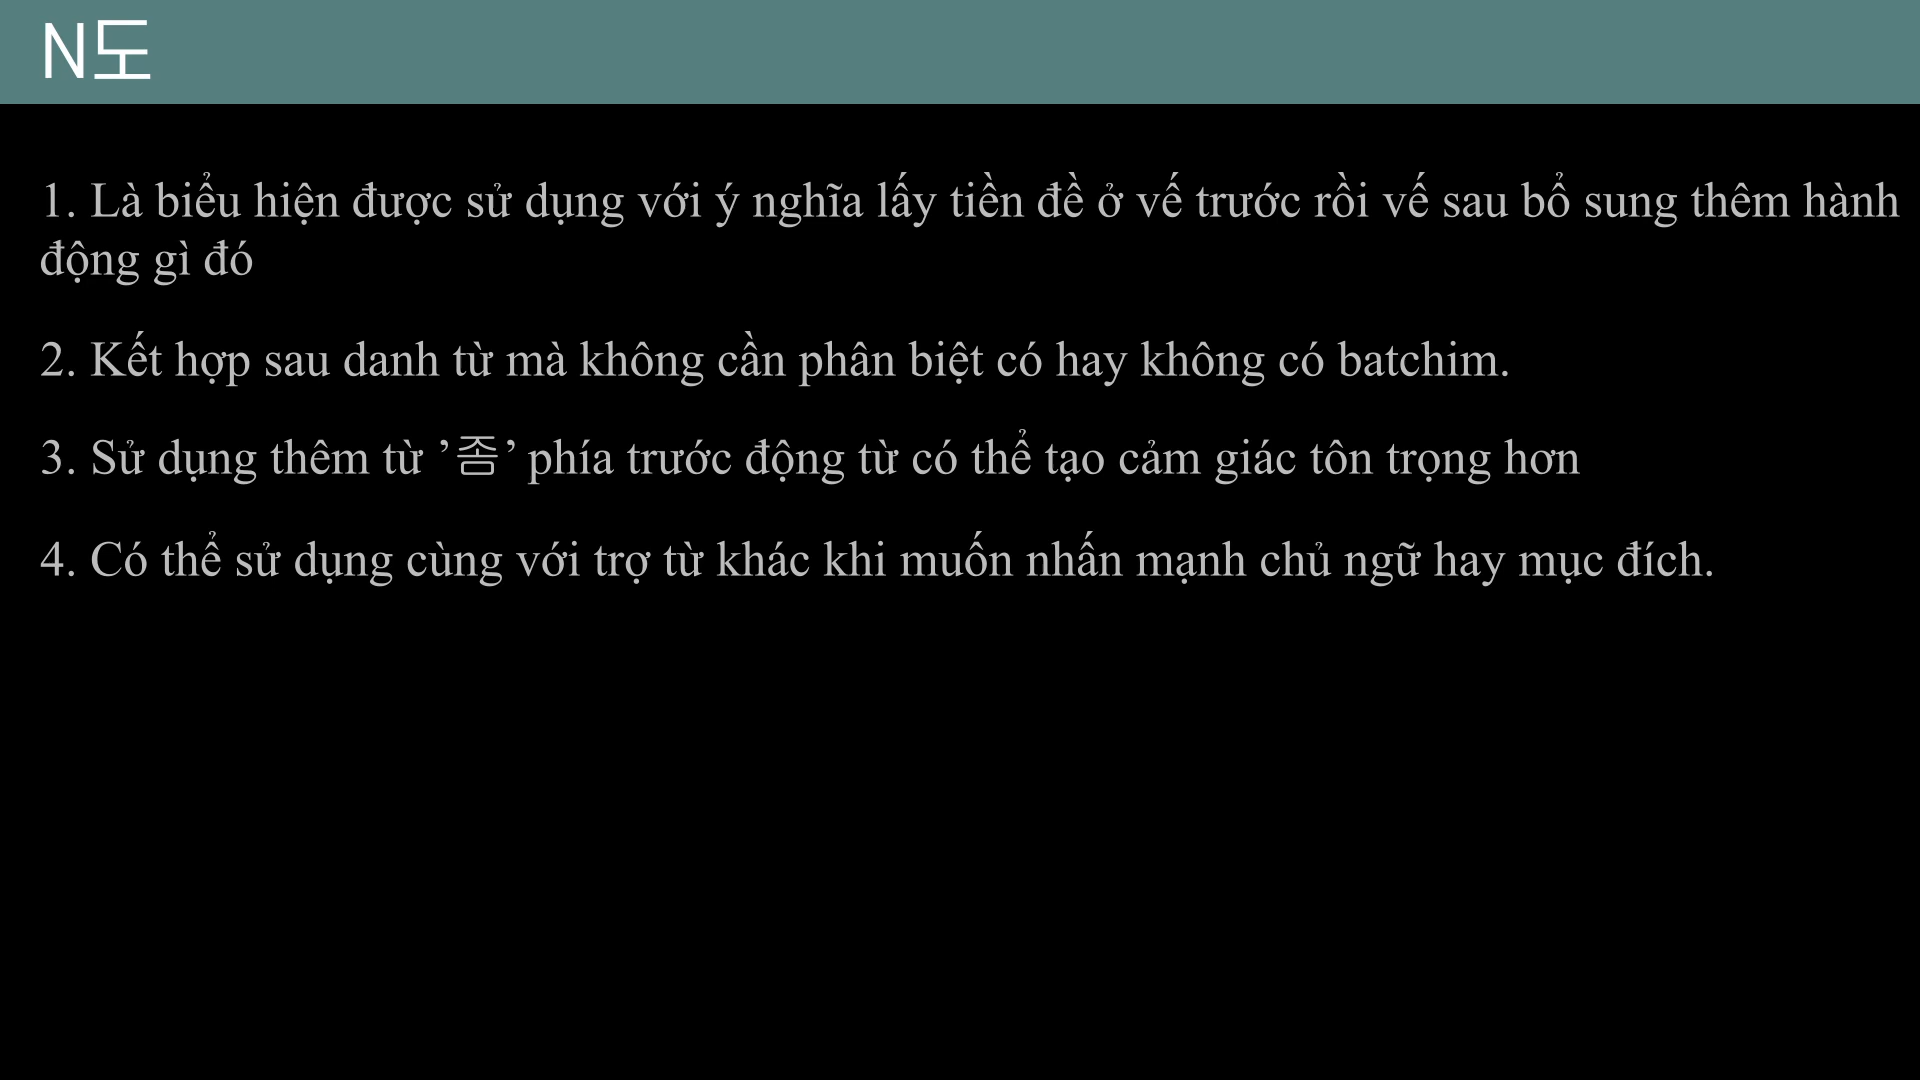 N도
1. Là biểu hiện được sử dụng với ý nghĩa lấy tiền đề ở vế trước rồi vế sau bổ sung thêm hành
động gì đó
2. Kết hợp sau danh từ mà không cần phân biệt có hay không có batchim.
3. Sử dụng thêm từ ’좀’ phía trước động từ có thể tạo cảm giác tôn trọng hơn
4. Có thể sử dụng cùng với trợ từ khác khi muốn nhấn mạnh chủ ngữ hay mục đích.